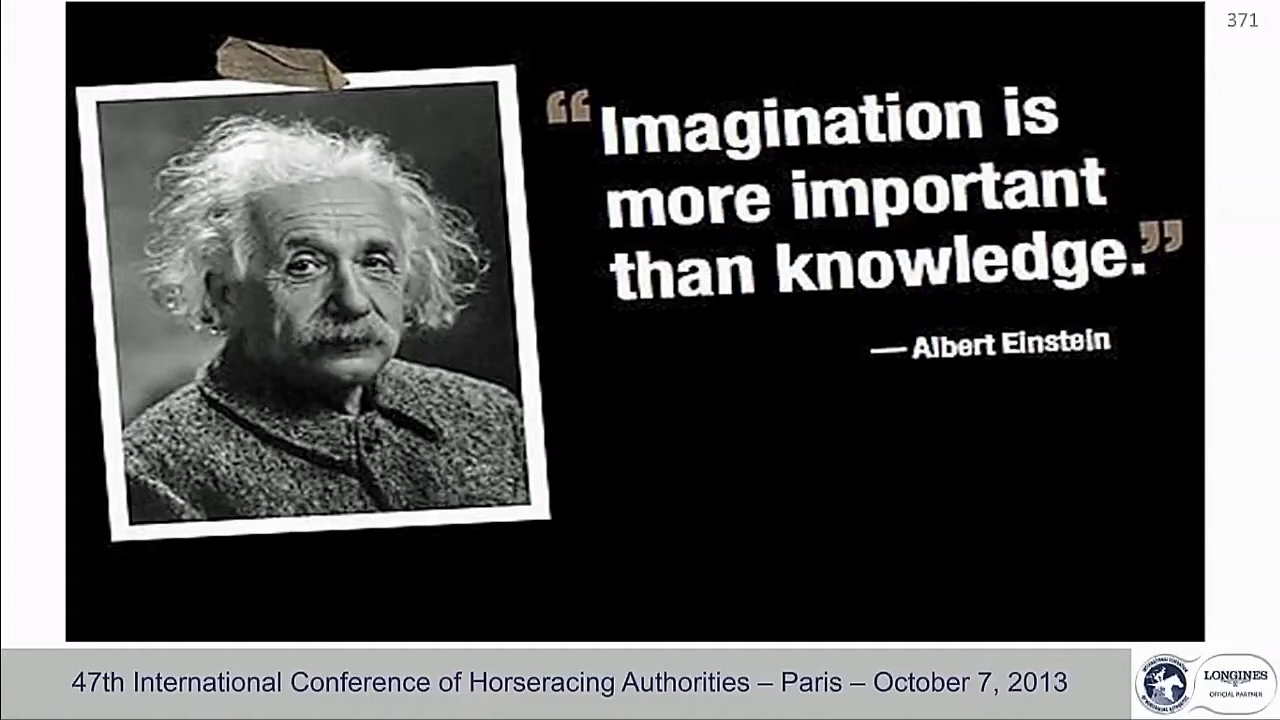 371
“Imagination is
more important
than knowledge.”
— Albert Einstein
47th International Conference of Horseracing Authorities – Paris – October 7, 2013
LONGINES
OFFICIAL PARTNER